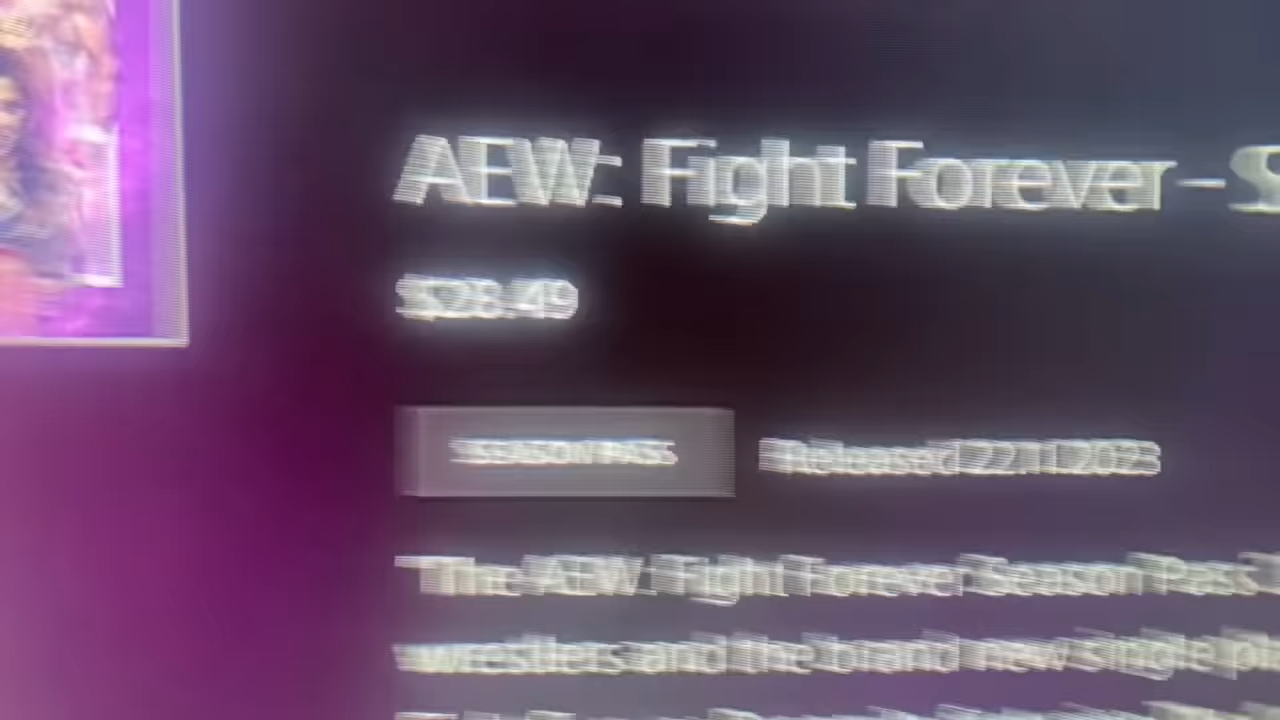 AEW: Fight Forever - S
$28.49
SEASON PASS
Released 22.11.2023
The AEW: Fight Forever Season Pass
wrestlers and the brand new single